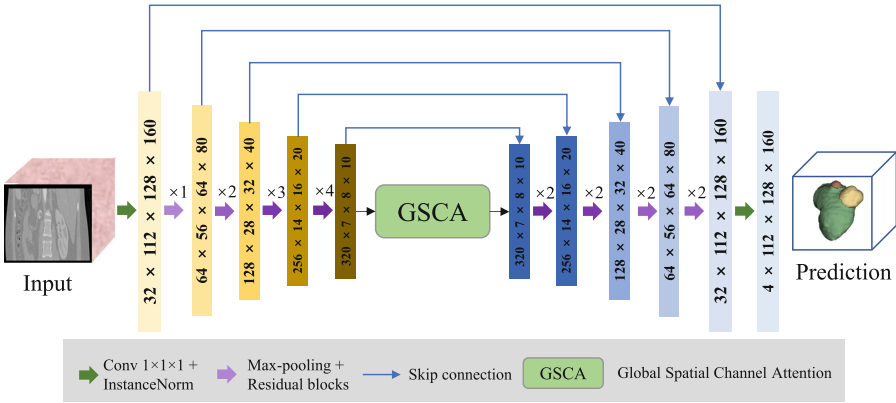 Input
32 × 112 × 128 × 160
×1
64 × 56 × 64 × 80
×2
128 × 28 × 32 × 40
×3
256 × 14 × 16 × 20
×4
320 × 7 × 8 × 10
GSCA
320 × 7 × 8 × 10
×2
256 × 14 × 16 × 20
×2
128 × 28 × 32 × 40
×2
64 × 56 × 64 × 80
×2
32 × 112 × 128 × 160
4 × 112 × 128 × 160
Prediction
Conv 1×1×1 +
InstanceNorm
Max-pooling +
Residual blocks
Skip connection
GSCA
Global Spatial Channel Attention